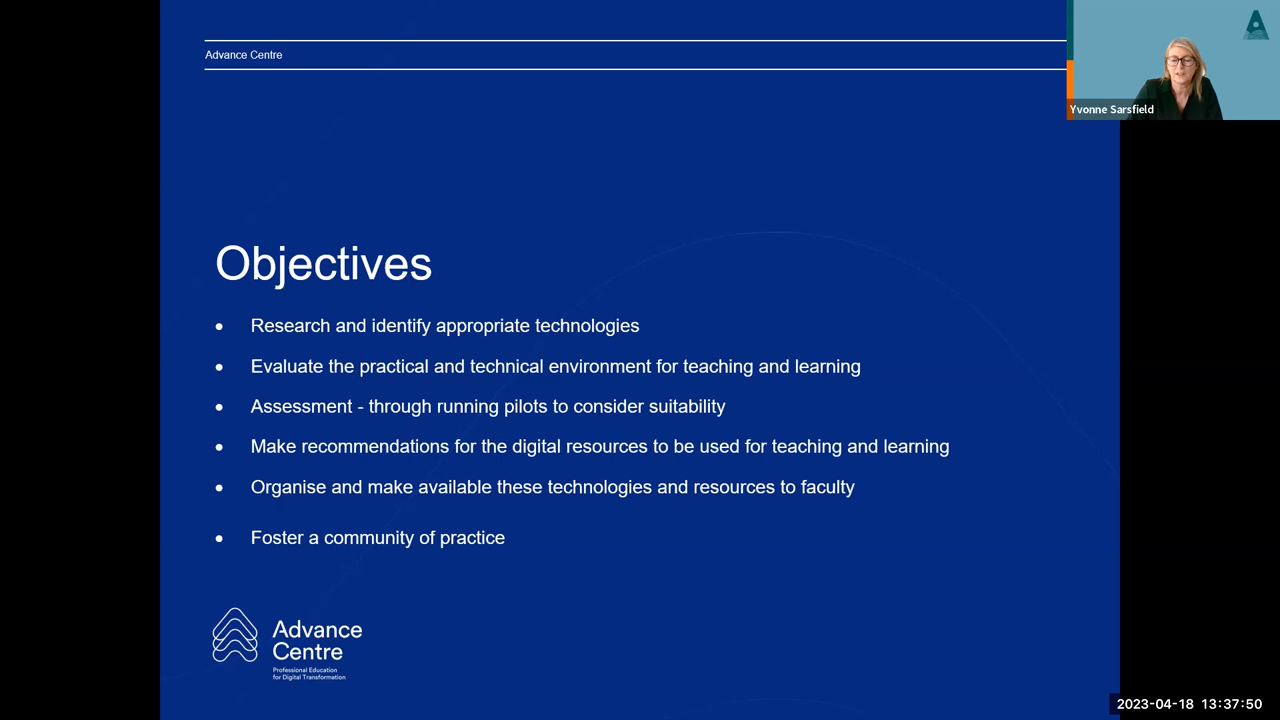 Advance Centre
Yvonne Sarsfield
Objectives
• Research and identify appropriate technologies
• Evaluate the practical and technical environment for teaching and learning
• Assessment - through running pilots to consider suitability
• Make recommendations for the digital resources to be used for teaching and learning
• Organise and make available these technologies and resources to faculty
• Foster a community of practice
Advance
Centre
Professional Education
for Digital Transformation
2023-04-18 13:37:50